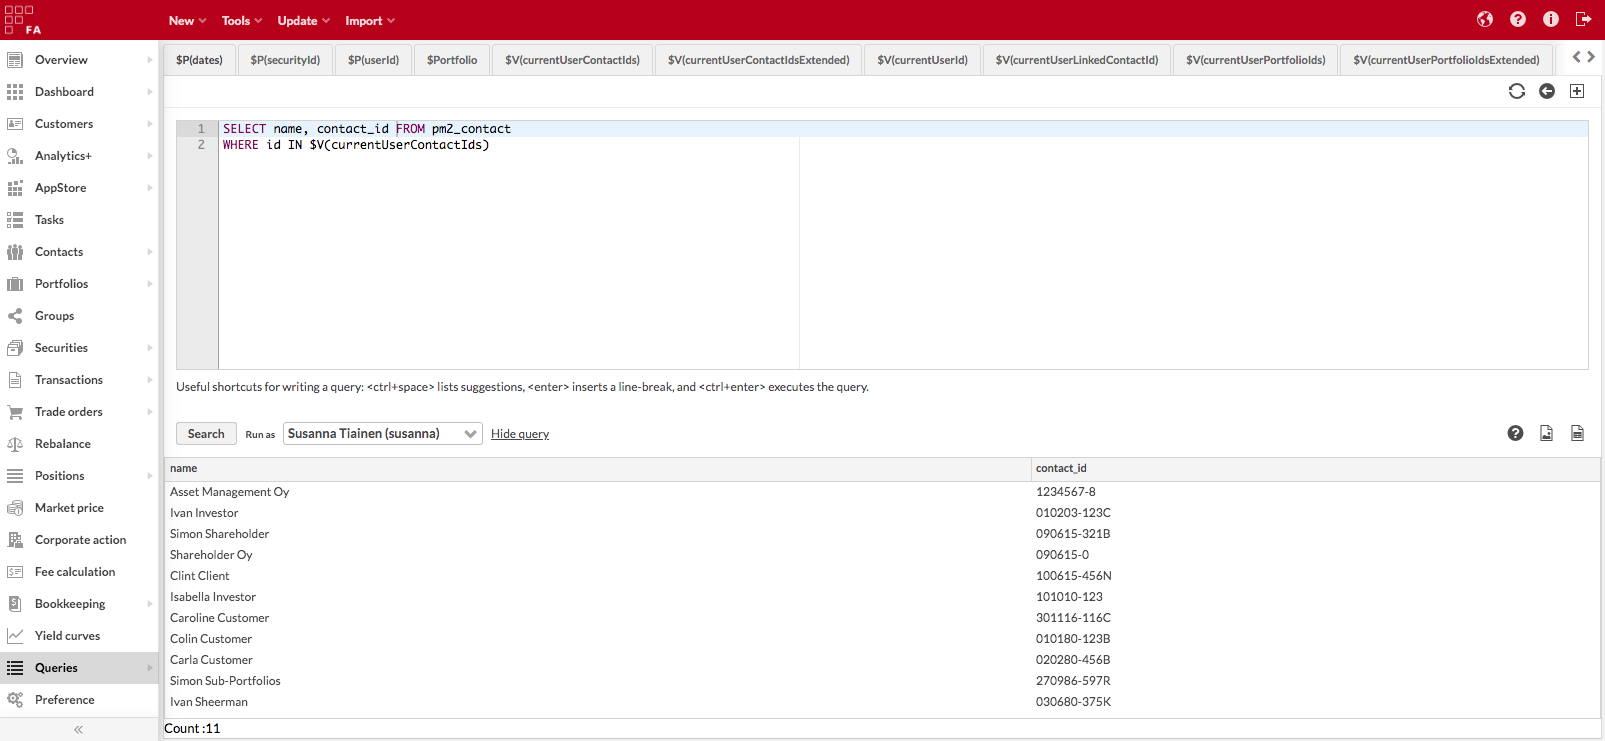 FA
New
Tools
Update
Import
Overview
Dashboard
Customers
Analytics+
AppStore
Tasks
Contacts
Portfolios
Groups
Securities
Transactions
Trade orders
Rebalance
Positions
Market price
Corporate action
Fee calculation
Bookkeeping
Yield curves
Queries
Preference
$P(dates)
$P(securityId)
$P(userId)
$Portfolio
$V(currentUserContactIds)
$V(currentUserContactIdsExtended)
$V(currentUserId)
$V(currentUserLinkedContactId)
$V(currentUserPortfolioIds)
$V(currentUserPortfolioIdsExtended)
1 SELECT name, contact_id FROM pm2_contact
2 WHERE id IN $V(currentUserContactIds)
Useful shortcuts for writing a query: <ctrl+space> lists suggestions, <enter> inserts a line-break, and <ctrl+enter> executes the query.
Search Run as Susanna Tiainen (susanna) Hide query
name contact_id
Asset Management Oy 1234567-8
Ivan Investor 010203-123C
Simon Shareholder 090615-321B
Shareholder Oy 090615-0
Clint Client 100615-456N
Isabella Investor 101010-123
Caroline Customer 301116-116C
Colin Customer 010180-123B
Carla Customer 020280-456B
Simon Sub-Portfolios 270986-597R
Ivan Sheerman 030680-375K
Count :11